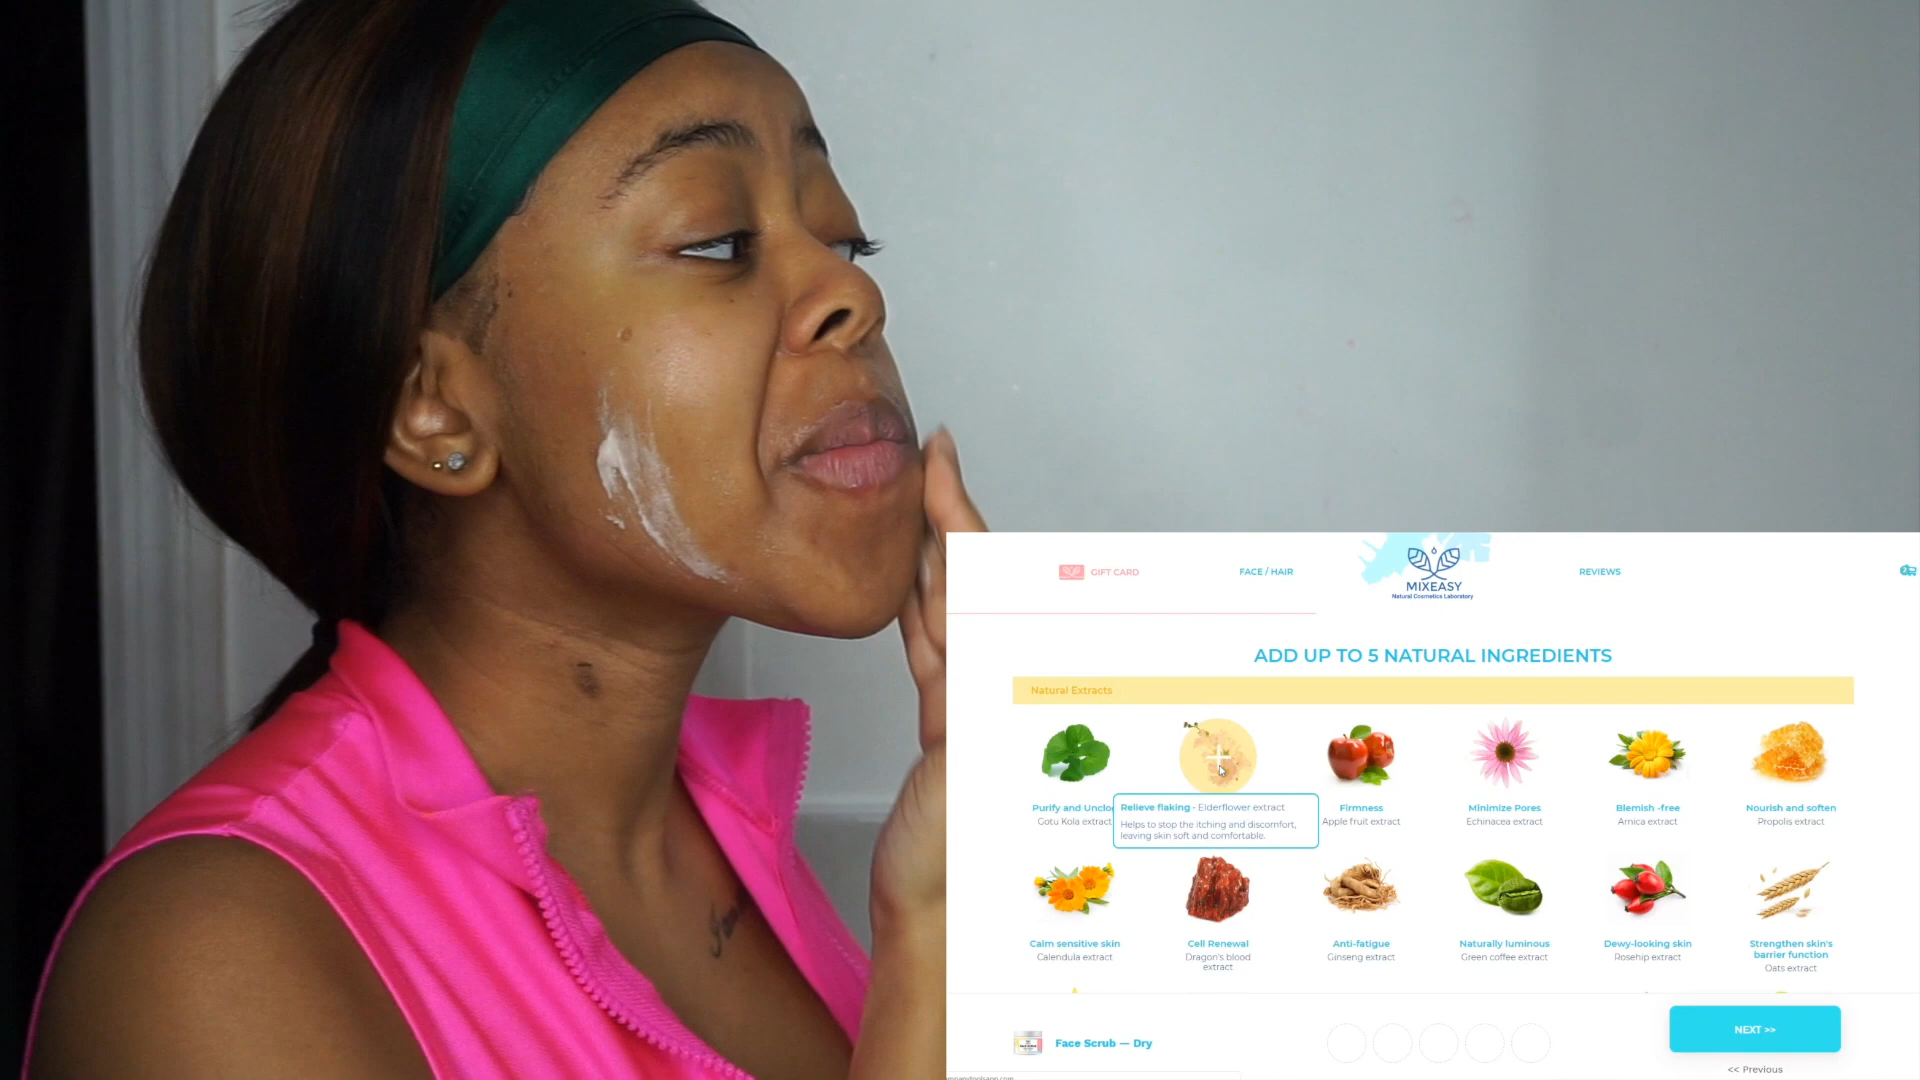 GIFT CARD
FACE / HAIR
MIXEASY
Natural Cosmetics Laboratory
REVIEWS
ADD UP TO 5 NATURAL INGREDIENTS
Natural Extracts
Purify and Unclo
Gotu Kola extract
Relieve flaking - Elderflower extract
Helps to stop the itching and discomfort,
leaving skin soft and comfortable.
Firmness
Apple fruit extract
Minimize Pores
Echinacea extract
Blemish -free
Arnica extract
Nourish and soften
Propolis extract
Calm sensitive skin
Calendula extract
Cell Renewal
Dragon's blood
extract
Anti-fatigue
Ginseng extract
Naturally luminous
Green coffee extract
Dewy-looking skin
Rosehip extract
Strengthen skin's
barrier function
Oats extract
Face Scrub — Dry
NEXT >>
<< Previous